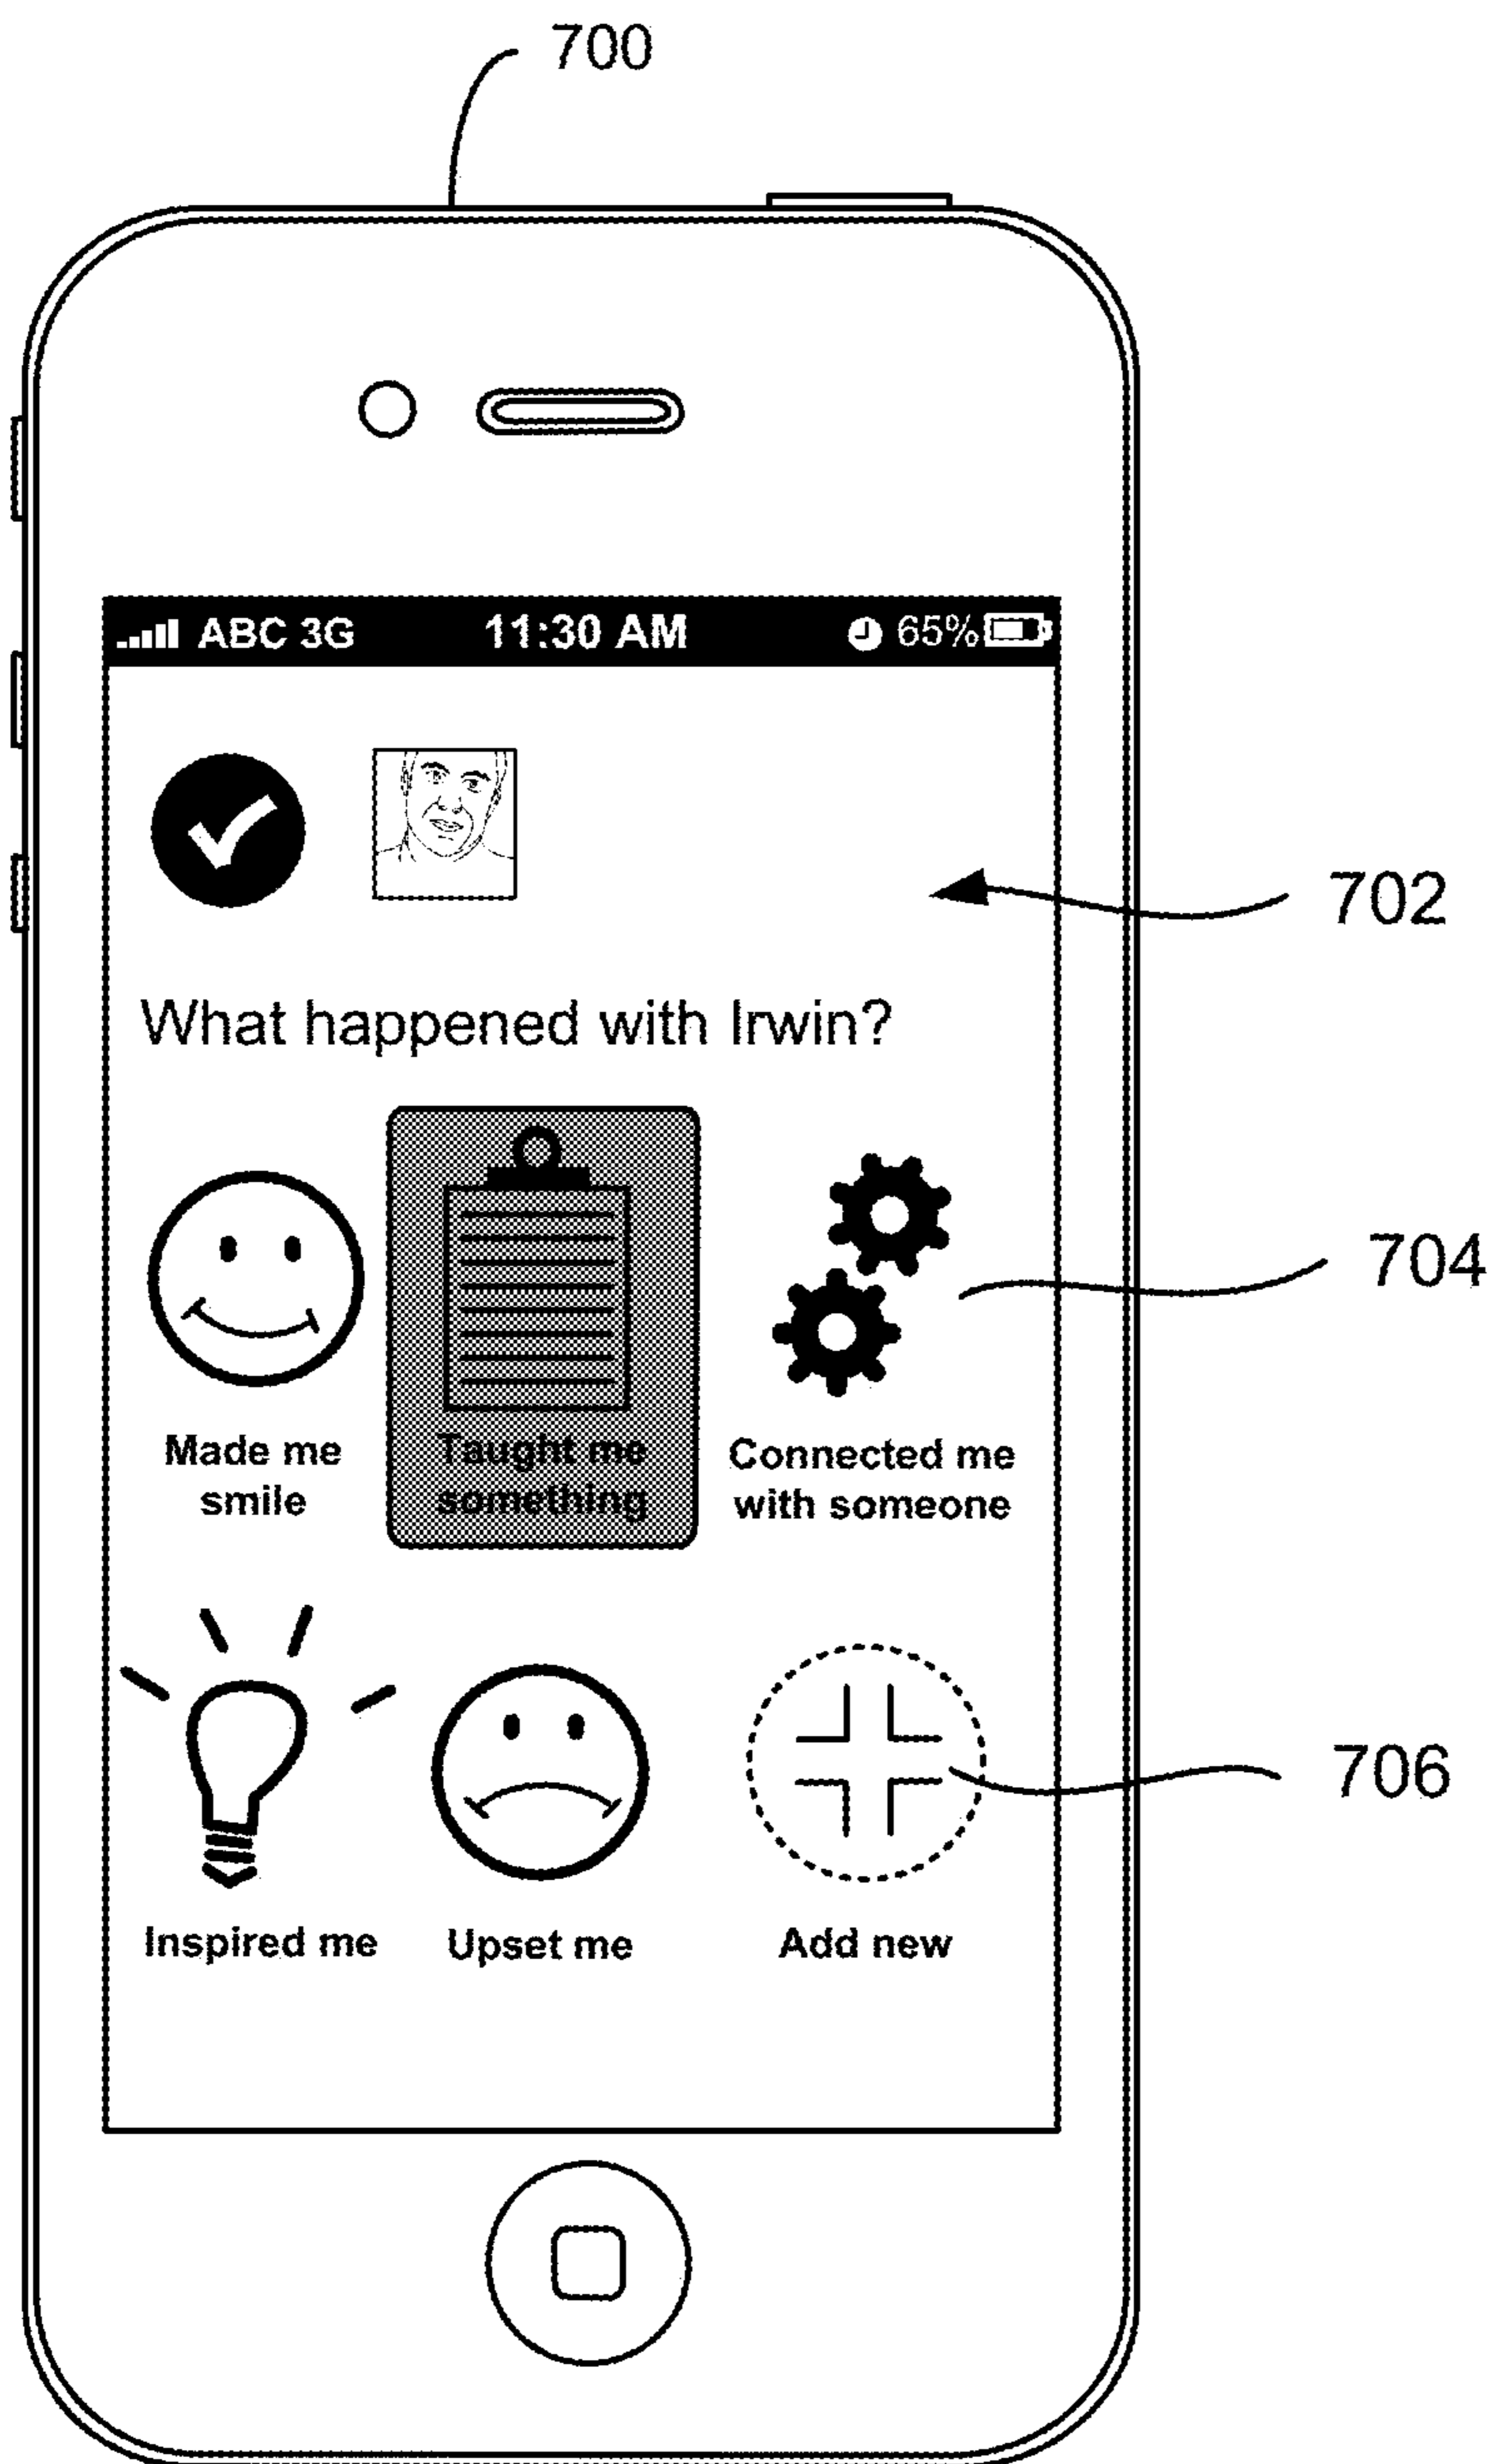 700
ABC 3G 11:30 AM 65%
702
What happened with Irwin?
704
Made me Taught me Connected me
smile something with someone
706
Inspired me Upset me Add new